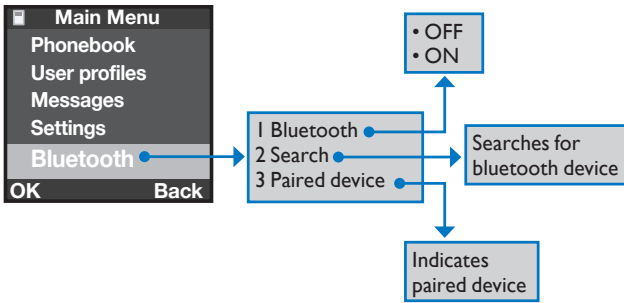 Main Menu
Phonebook
User profiles
Messages
Settings
Bluetooth
OK Back
1 Bluetooth
2 Search
3 Paired device
• OFF
• ON
Searches for
bluetooth device
Indicates
paired device